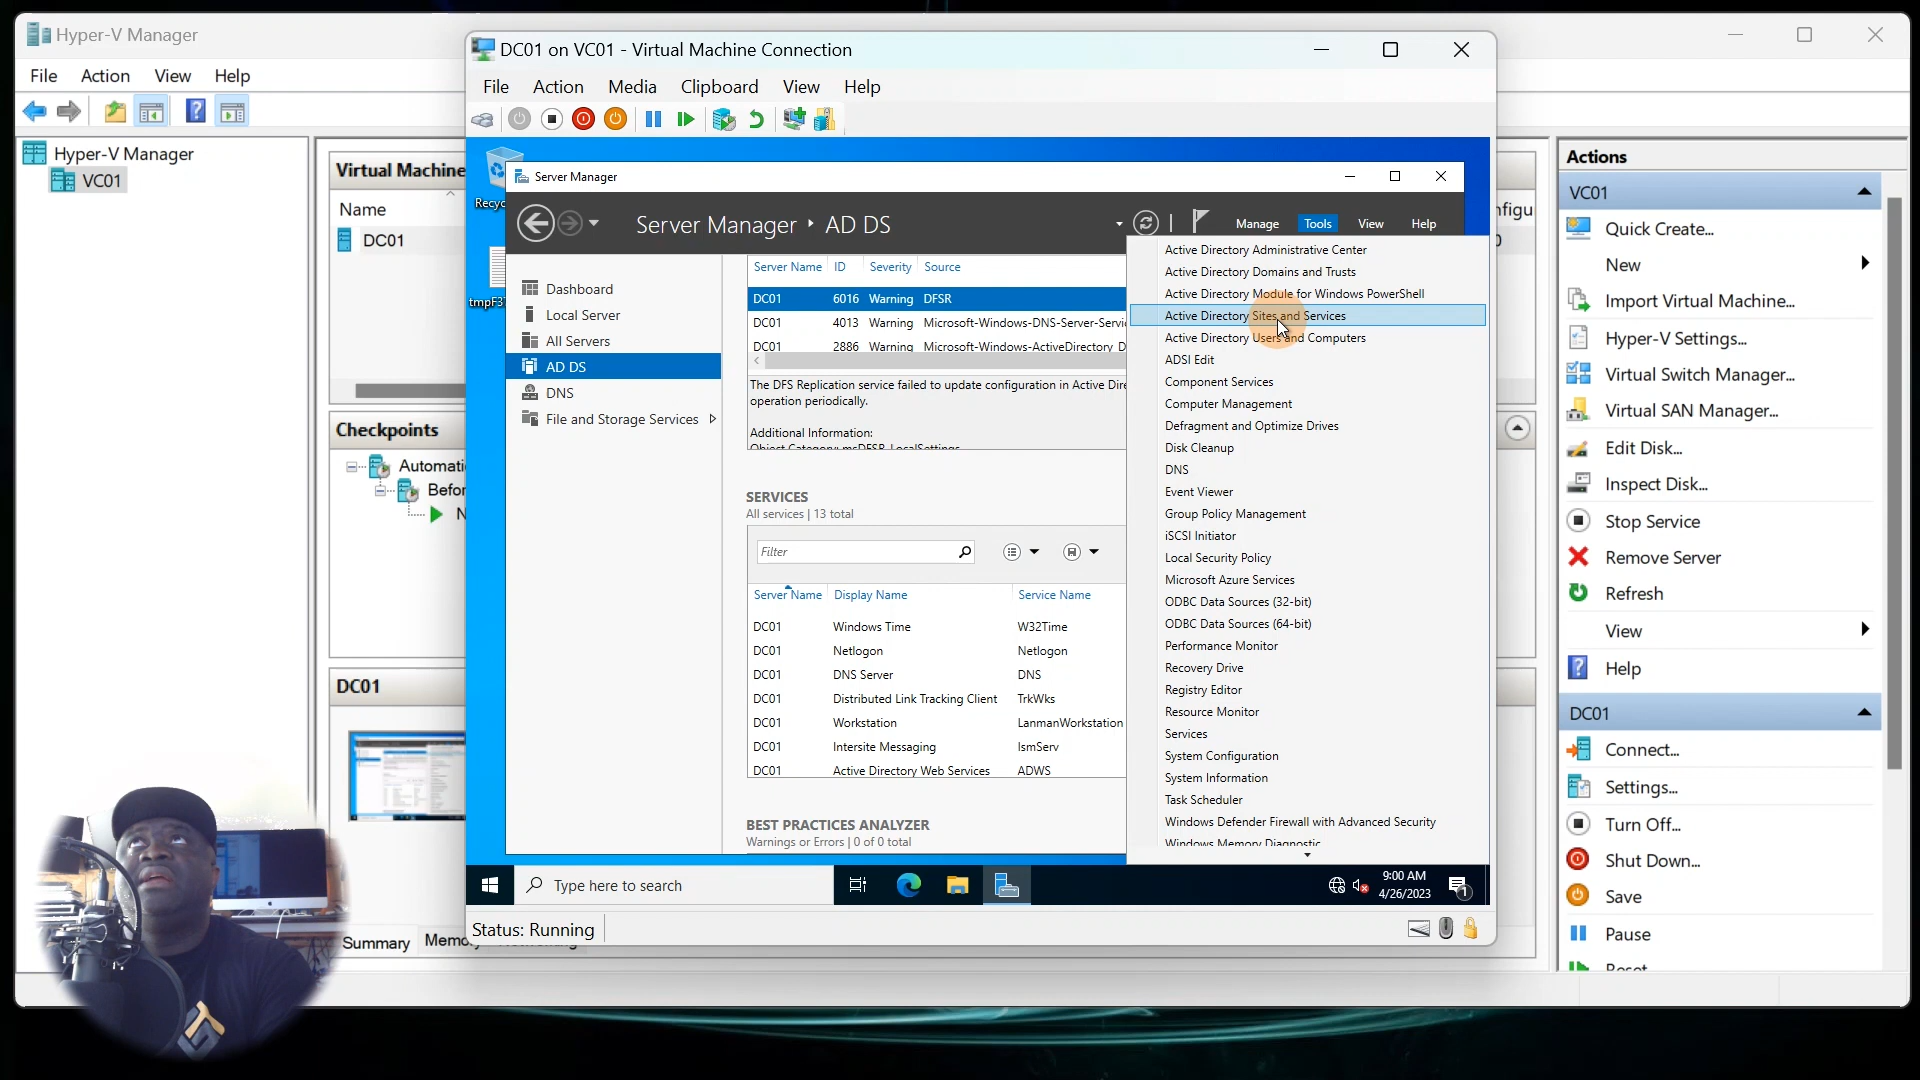 Hyper-V Manager
File Action View Help
Hyper-V Manager
VC01
Virtual Machine
Name
DC01
Checkpoints
Automati
Befor
N
DC01
Summary
DC01 on VC01 - Virtual Machine Connection
File Action Media Clipboard View Help
Recyc
tmpF37
Server Manager
Server Manager AD DS
Manage Tools View Help
Dashboard
Local Server
All Servers
AD DS
DNS
File and Storage Services
Server Name ID Severity Source
DC01 6016 Warning DFSR
DC01 4013 Warning Microsoft-Windows-DNS-Server-Servi
DC01 2886 Warning Microsoft-Windows-ActiveDirectory_D
The DFS Replication service failed to update configuration in Active Dire
operation periodically.
Additional Information:
Object Category: msDFSR-LocalSettings
SERVICES
All services | 13 total
Filter
Server Name Display Name Service Name
DC01 Windows Time W32Time
DC01 Netlogon Netlogon
DC01 DNS Server DNS
DC01 Distributed Link Tracking Client TrkWks
DC01 Workstation LanmanWorkstation
DC01 Intersite Messaging IsmServ
DC01 Active Directory Web Services ADWS
BEST PRACTICES ANALYZER
Warnings or Errors | 0 of 0 total
Active Directory Administrative Center
Active Directory Domains and Trusts
Active Directory Module for Windows PowerShell
Active Directory Sites and Services
Active Directory Users and Computers
ADSI Edit
Component Services
Computer Management
Defragment and Optimize Drives
Disk Cleanup
DNS
Event Viewer
Group Policy Management
iSCSI Initiator
Local Security Policy
Microsoft Azure Services
ODBC Data Sources (32-bit)
ODBC Data Sources (64-bit)
Performance Monitor
Recovery Drive
Registry Editor
Resource Monitor
Services
System Configuration
System Information
Task Scheduler
Windows Defender Firewall with Advanced Security
Windows Memory Diagnostic
Type here to search
9:00 AM
4/26/2023
1
Status: Running
nfigu
Actions
VC01
Quick Create...
New
Import Virtual Machine...
Hyper-V Settings...
Virtual Switch Manager...
Virtual SAN Manager...
Edit Disk...
Inspect Disk...
Stop Service
Remove Server
Refresh
View
Help
DC01
Connect...
Settings...
Turn Off...
Shut Down...
Save
Pause
Reset